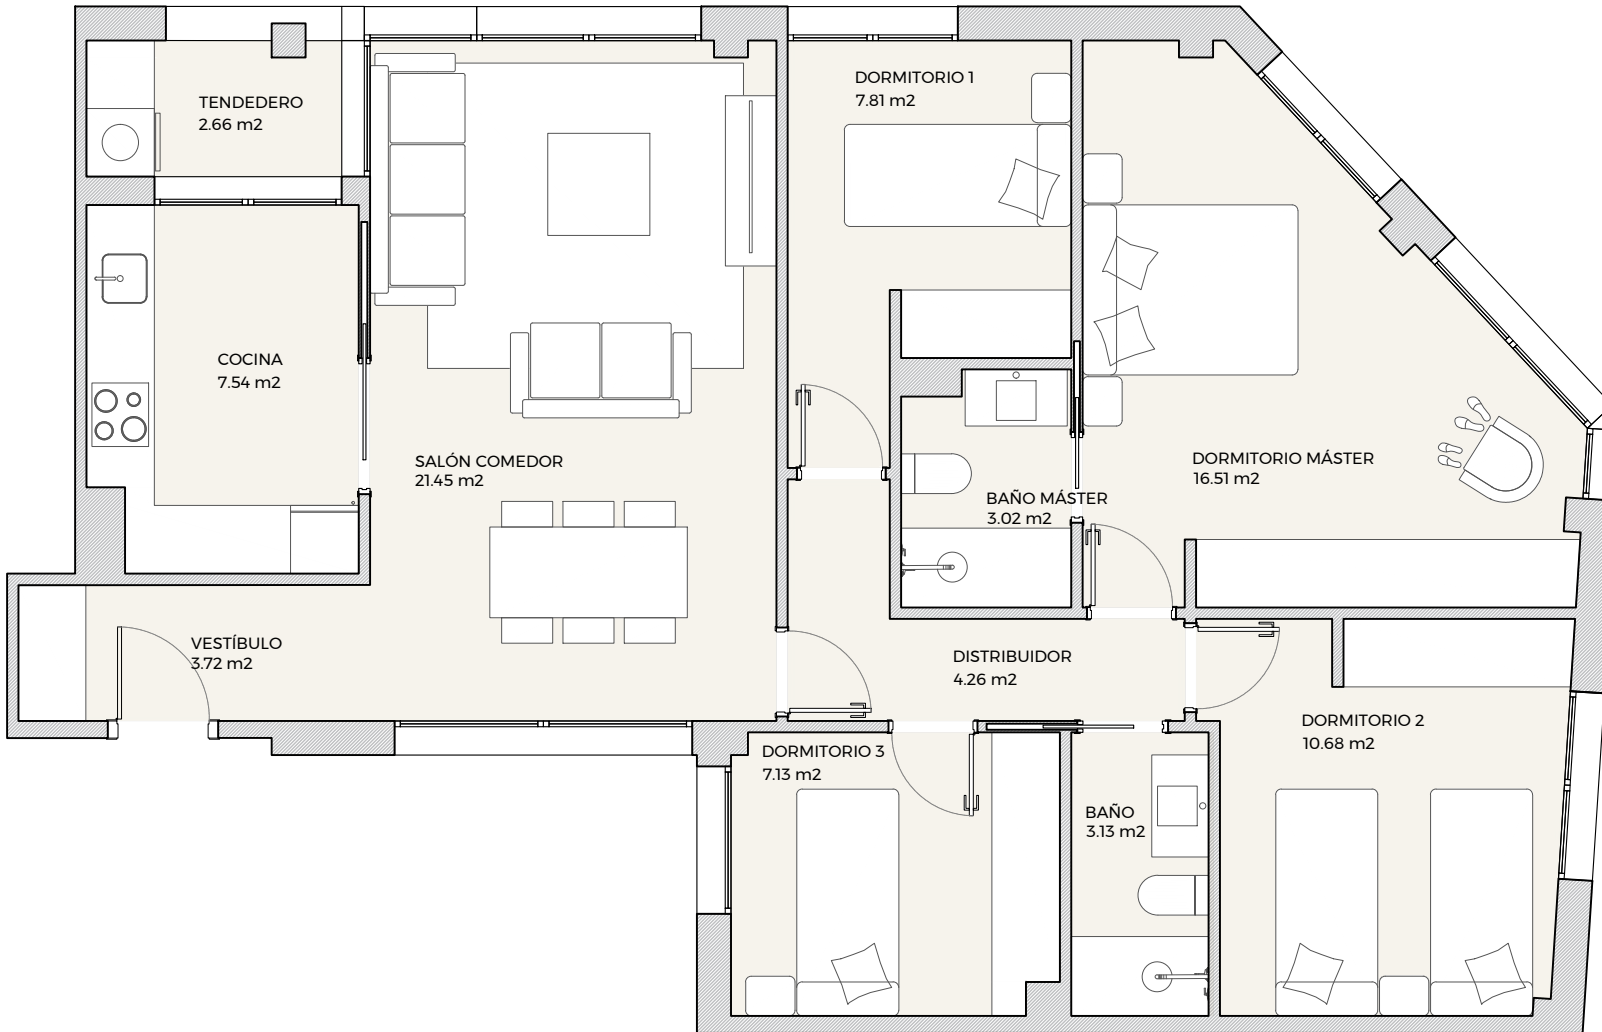 TENDEDERO
2.66 m2
DORMITORIO 1
7.81 m2
COCINA
7.54 m2
SALÓN COMEDOR
21.45 m2
DORMITORIO MÁSTER
16.51 m2
BAÑO MÁSTER
3.02 m2
VESTÍBULO
3.72 m2
DISTRIBUIDOR
4.26 m2
DORMITORIO 2
10.68 m2
DORMITORIO 3
7.13 m2
BAÑO
3.13 m2